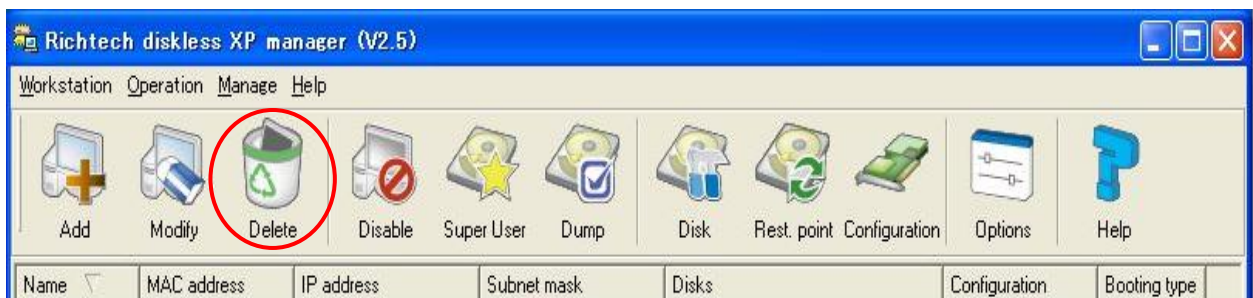 Richtech diskless XP manager (V2.5)
Workstation Operation Manage Help
Add Modify Delete Disable Super User Dump Disk Rest. point Configuration Options Help
Name MAC address IP address Subnet mask Disks Configuration Booting type